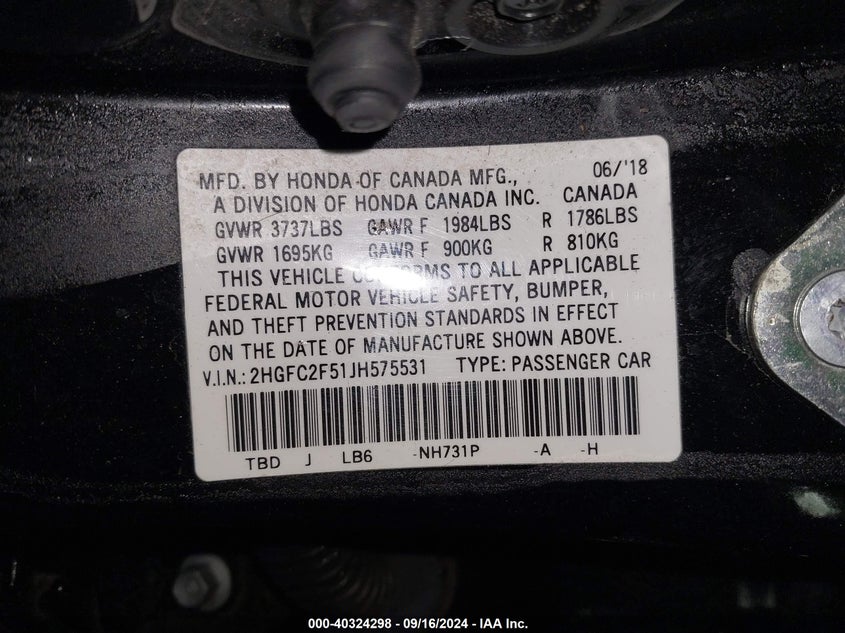 MFD. BY HONDA OF CANADA MFG., 06/'18
A DIVISION OF HONDA CANADA INC. CANADA
GVWR 3737LBS GAWR F 1984LBS R 1786LBS
GVWR 1695KG GAWR F 900KG R 810KG
THIS VEHICLE CONFORMS TO ALL APPLICABLE
FEDERAL MOTOR VEHICLE SAFETY, BUMPER,
AND THEFT PREVENTION STANDARDS IN EFFECT
ON THE DATE OF MANUFACTURE SHOWN ABOVE.
V.I.N.: 2HGFC2F51JH575531 TYPE: PASSENGER CAR
TBD J LB6 -NH731P -A -H
000-40324298 - 09/16/2024 - IAA Inc.